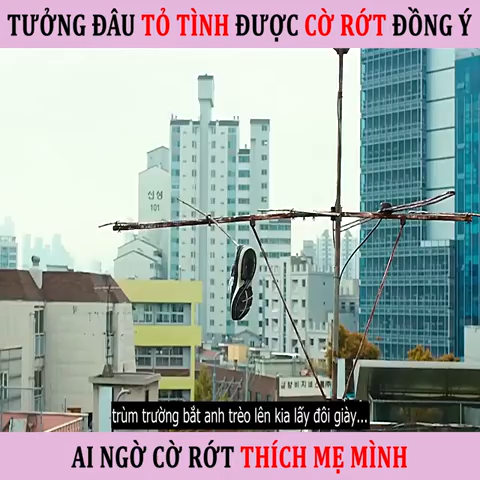 TƯỞNG ĐÂU TỎ TÌNH ĐƯỢC CỜ RỚT ĐỒNG Ý
신성
101
trùm trường bắt anh trèo lên kia lấy đôi giày...
AI NGỜ CỜ RỚT THÍCH MẸ MÌNH